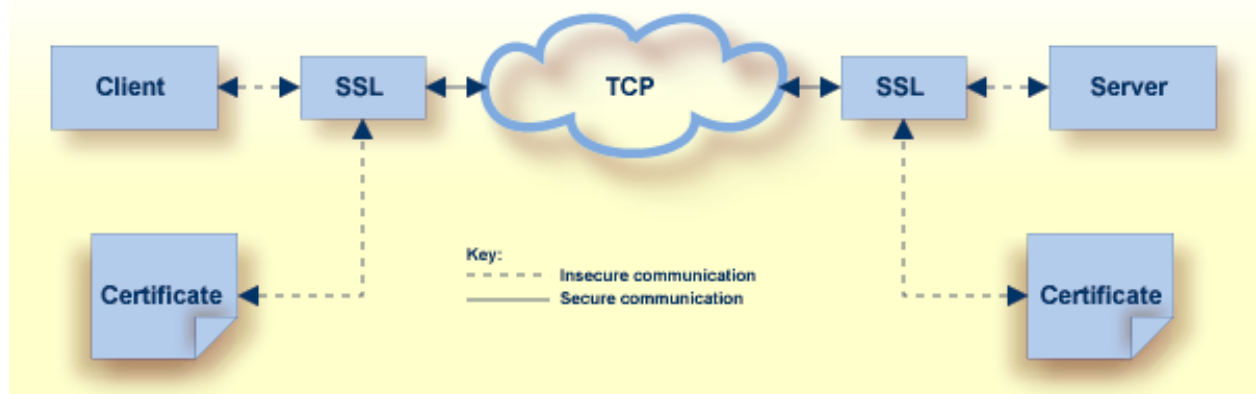 Client
SSL
TCP
SSL
Server
Certificate
Key:
Insecure communication
Secure communication
Certificate